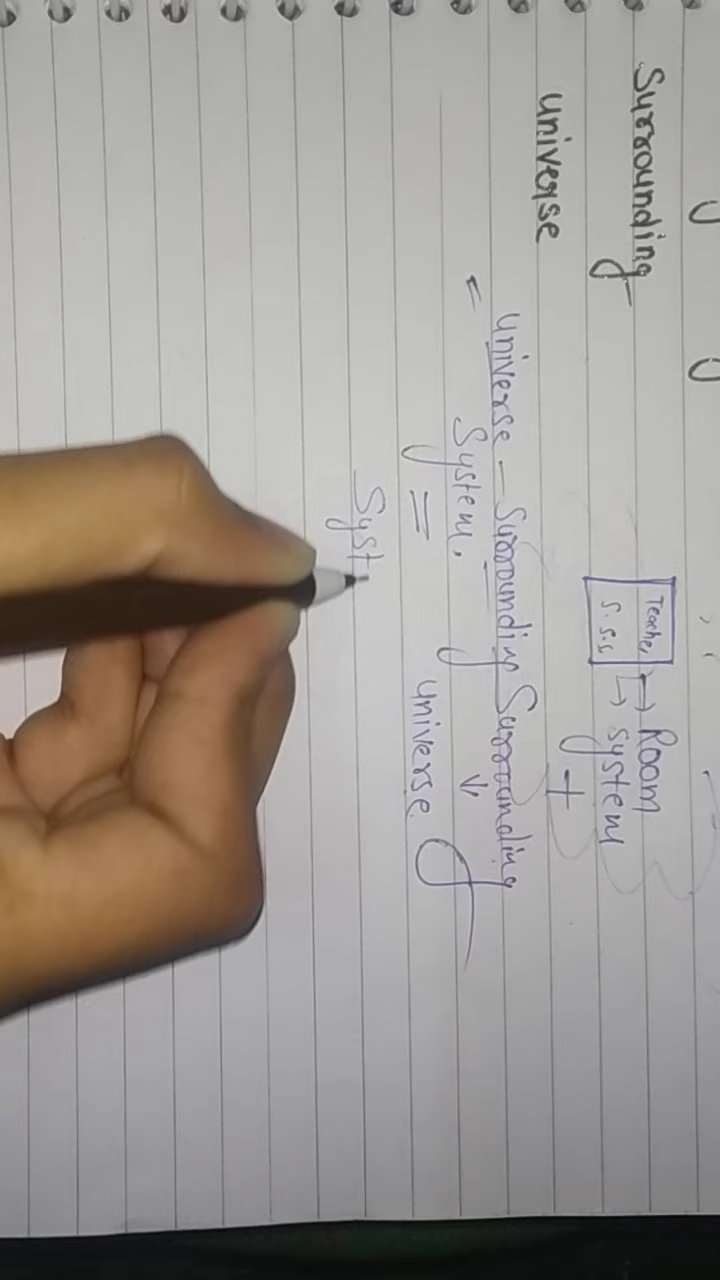 Surrounding Teacher → Room
S.S.S → system
universe +
universe - Surrounding Surrounding
= System. ↓
= universe
Syst